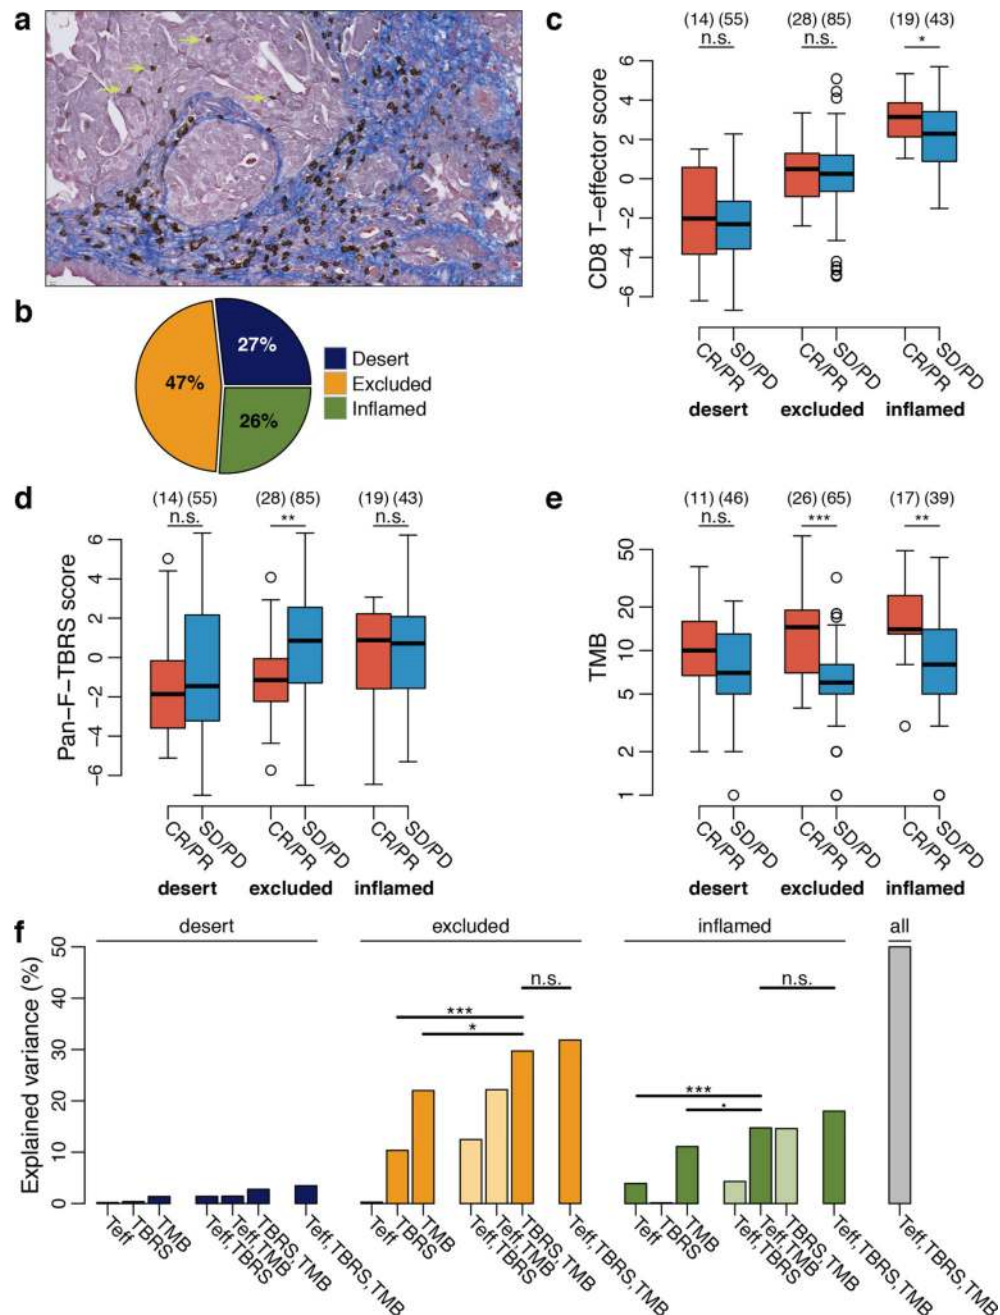 a
b
27%
47%
26%
Desert
Excluded
Inflamed
c
(14) (55) (28) (85) (19) (43)
n.s. n.s. *
CD8 T−effector score
6
4
2
0
−2
−4
−6
CR/PR SD/PD CR/PR SD/PD CR/PR SD/PD
desert excluded inflamed
d
(14) (55) (28) (85) (19) (43)
n.s. ** n.s.
Pan−F−TBRS score
6
4
2
0
−2
−4
−6
CR/PR SD/PD CR/PR SD/PD CR/PR SD/PD
desert excluded inflamed
e
(11) (46) (26) (65) (17) (39)
n.s. *** **
TMB
50
20
10
5
2
1
CR/PR SD/PD CR/PR SD/PD CR/PR SD/PD
desert excluded inflamed
f
desert excluded inflamed all
Explained variance (%)
50
40
30
20
10
0
n.s.
***
*
n.s.
***
.
Teff TBRS TMB Teff,TBRS Teff,TMB TBRS,TMB Teff,TBRS,TMB
Teff TBRS TMB Teff,TBRS Teff,TMB TBRS,TMB Teff,TBRS,TMB
Teff TBRS TMB Teff,TBRS Teff,TMB TBRS,TMB Teff,TBRS,TMB
Teff,TBRS,TMB